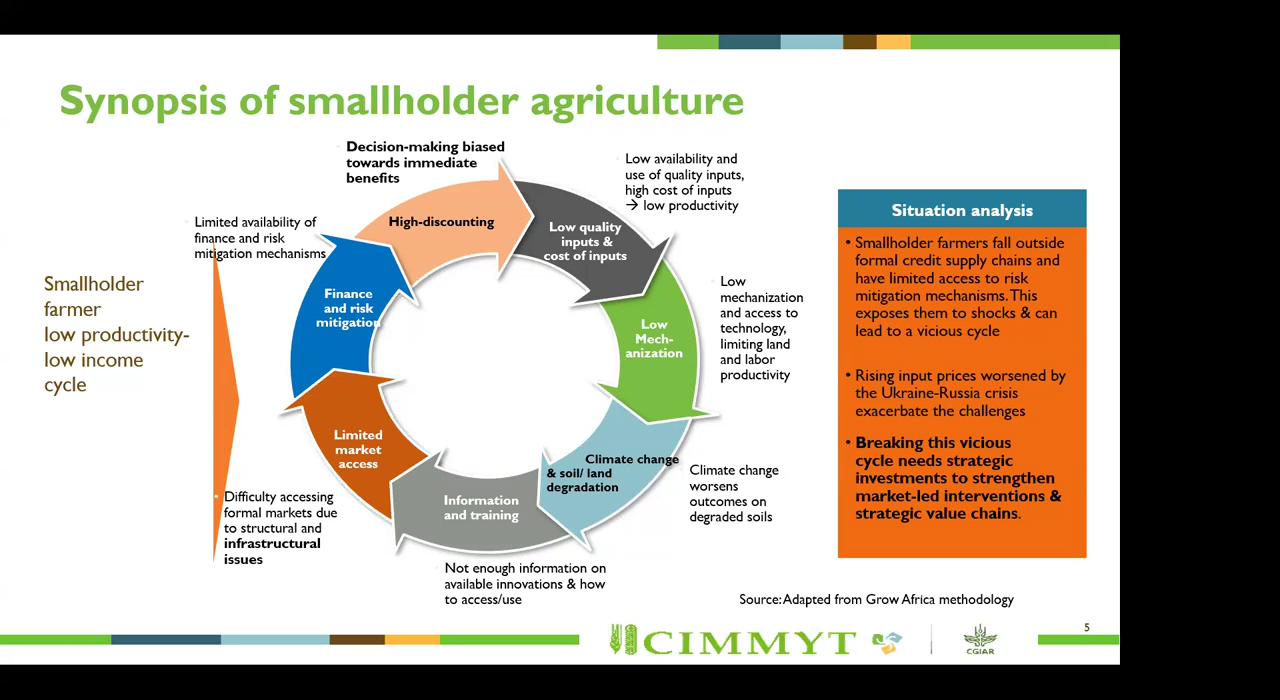 Synopsis of smallholder agriculture
Decision-making biased
towards immediate
benefits
Low availability and
use of quality inputs,
high cost of inputs
→ low productivity
Limited availability of
finance and risk
mitigation mechanisms
High-discounting
Low quality
inputs &
cost of inputs
Smallholder
farmer
low productivity-
low income
cycle
Finance
and risk
mitigation
Low
Mech-
anization
Low
mechanization
and access to
technology,
limiting land
and labor
productivity
Limited
market
access
Climate change
& soil/ land
degradation
Climate change
worsens
outcomes on
degraded soils
Information
and training
• Difficulty accessing
formal markets due
to structural and
infrastructural
issues
Not enough information on
available innovations & how
to access/use
Situation analysis
• Smallholder farmers fall outside
formal credit supply chains and
have limited access to risk
mitigation mechanisms. This
exposes them to shocks & can
lead to a vicious cycle
• Rising input prices worsened by
the Ukraine-Russia crisis
exacerbate the challenges
• Breaking this vicious
cycle needs strategic
investments to strengthen
market-led interventions &
strategic value chains.
Source: Adapted from Grow Africa methodology
5
CIMMYT
CGIAR